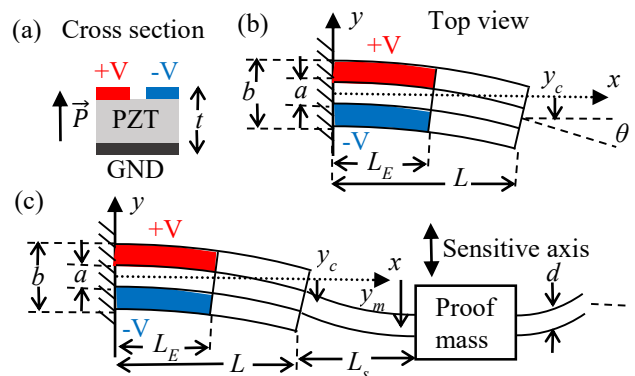 (a) Cross section
+V -V
P PZT t
GND
(b) y Top view
+V
b a y_c x
-V θ
L_E
L
(c) y
+V Sensitive axis
b a y_c x d
y_m Proof
mass
-V
L_E
L L_s